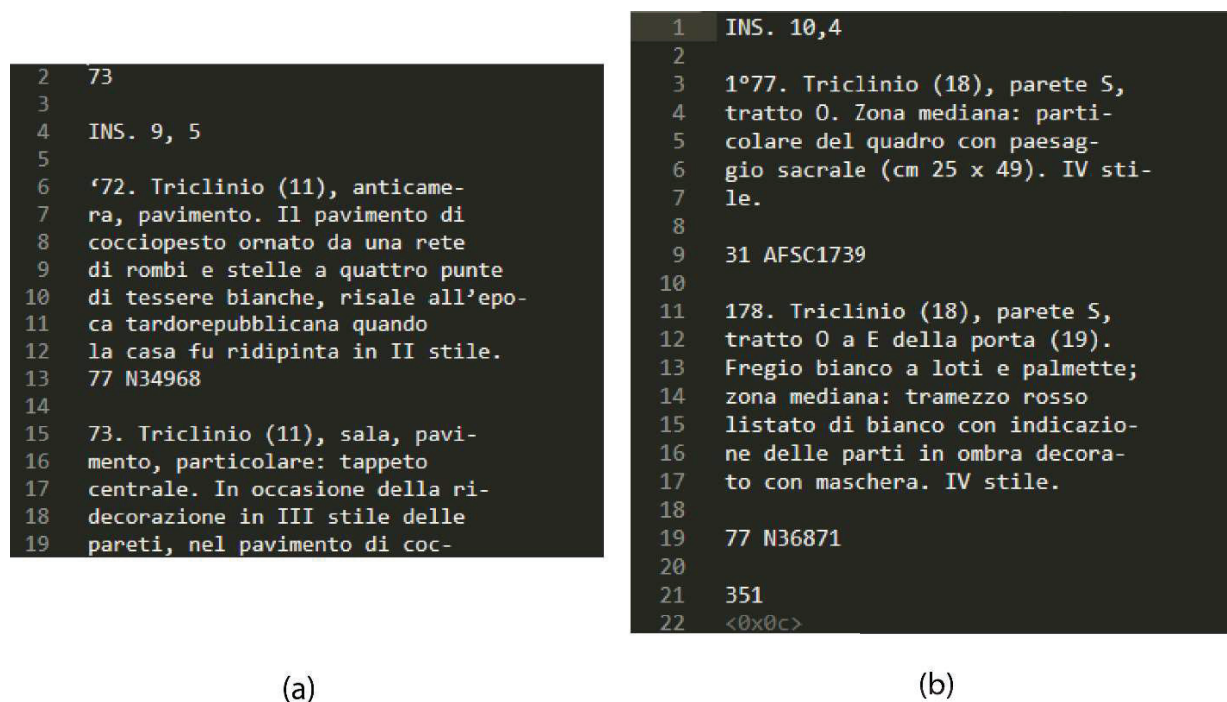 2 73
3
4 INS. 9, 5
5
6 ‘72. Triclinio (11), anticame-
7 ra, pavimento. Il pavimento di
8 cocciopesto ornato da una rete
9 di rombi e stelle a quattro punte
10 di tessere bianche, risale all’epo-
11 ca tardorepubblicana quando
12 la casa fu ridipinta in II stile.
13 77 N34968
14
15 73. Triclinio (11), sala, pavi-
16 mento, particolare: tappeto
17 centrale. In occasione della ri-
18 decorazione in III stile delle
19 pareti, nel pavimento di coc-
(a)
1 INS. 10,4
2
3 1°77. Triclinio (18), parete S,
4 tratto O. Zona mediana: parti-
5 colare del quadro con paesag-
6 gio sacrale (cm 25 x 49). IV sti-
7 le.
8
9 31 AFSC1739
10
11 178. Triclinio (18), parete S,
12 tratto O a E della porta (19).
13 Fregio bianco a loti e palmette;
14 zona mediana: tramezzo rosso
15 listato di bianco con indicazio-
16 ne delle parti in ombra decora-
17 to con maschera. IV stile.
18
19 77 N36871
20
21 351
22 <0x0c>
(b)